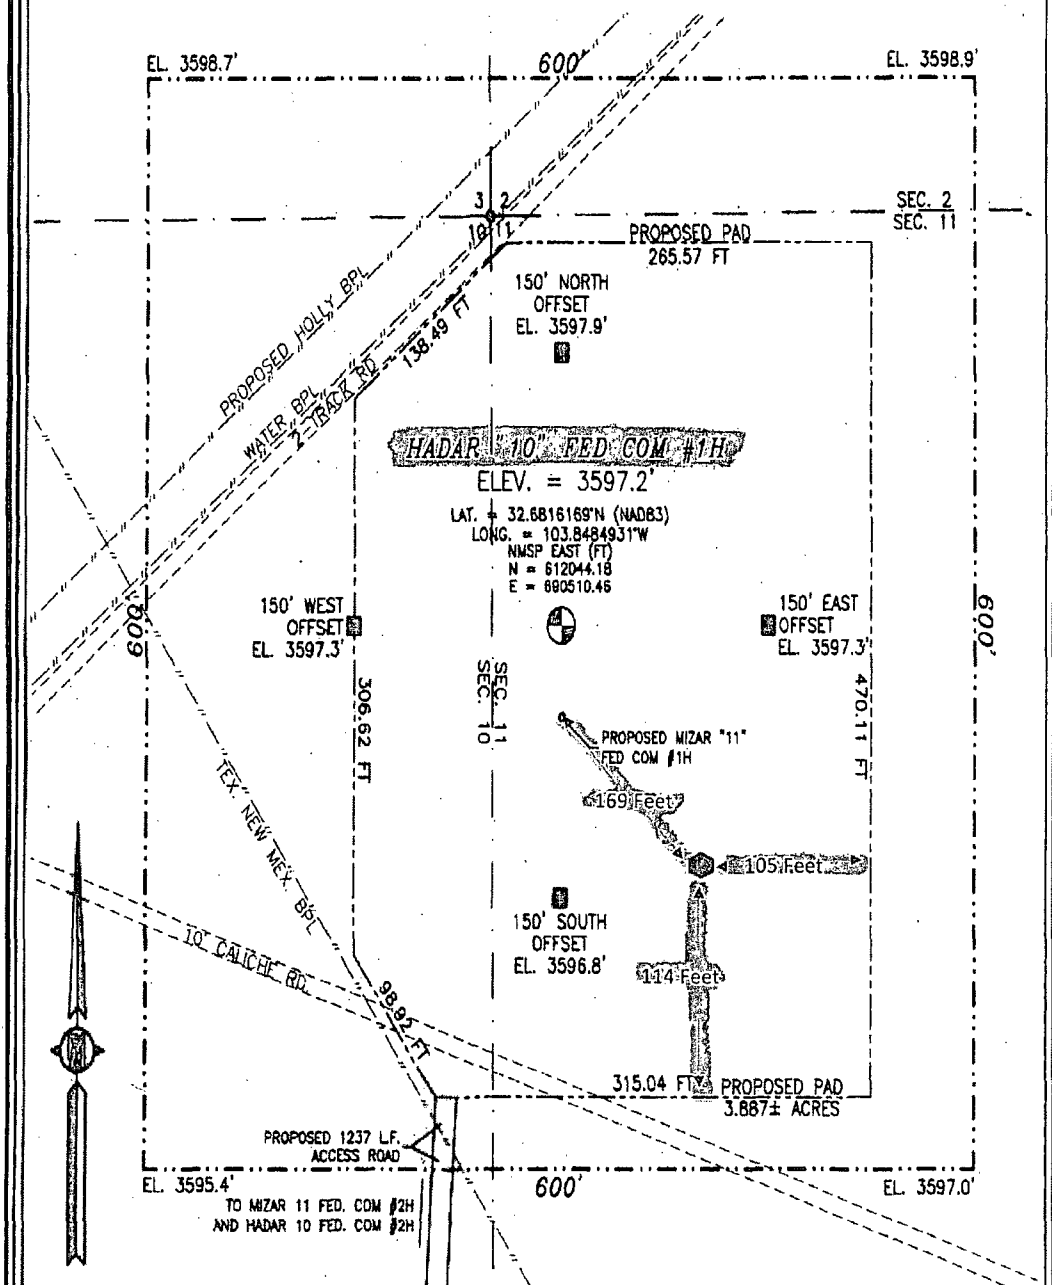 EL. 3598.7'
600'
EL. 3598.9'
3 2
10 11
SEC. 2
SEC. 11
PROPOSED PAD
265.57 FT
150' NORTH
OFFSET
EL. 3597.9'
138.49 FT
PROPOSED HOLLY BPL
WATER BPL
2-TRACK RD
HADAR "10" FED COM #1H
ELEV. = 3597.2'
LAT. = 32.6816169°N (NAD83)
LONG. = 103.8484931°W
NMSP EAST (FT)
N = 612044.18
E = 690510.46
600'
150' WEST
OFFSET
EL. 3597.3'
150' EAST
OFFSET
EL. 3597.3'
600'
306.62 FT
SEC. 11
SEC. 10
470.11 FT
PROPOSED MIZAR "11"
FED COM #1H
169 Feet
105 Feet
TEX. NEW MEX. BPL
10' CALICHE RD.
150' SOUTH
OFFSET
EL. 3596.8'
114 Feet
98.92 FT
315.04 FT
PROPOSED PAD
3.887± ACRES
PROPOSED 1237 L.F.
ACCESS ROAD
EL. 3595.4'
600'
EL. 3597.0'
TO MIZAR 11 FED. COM #2H
AND HADAR 10 FED. COM #2H